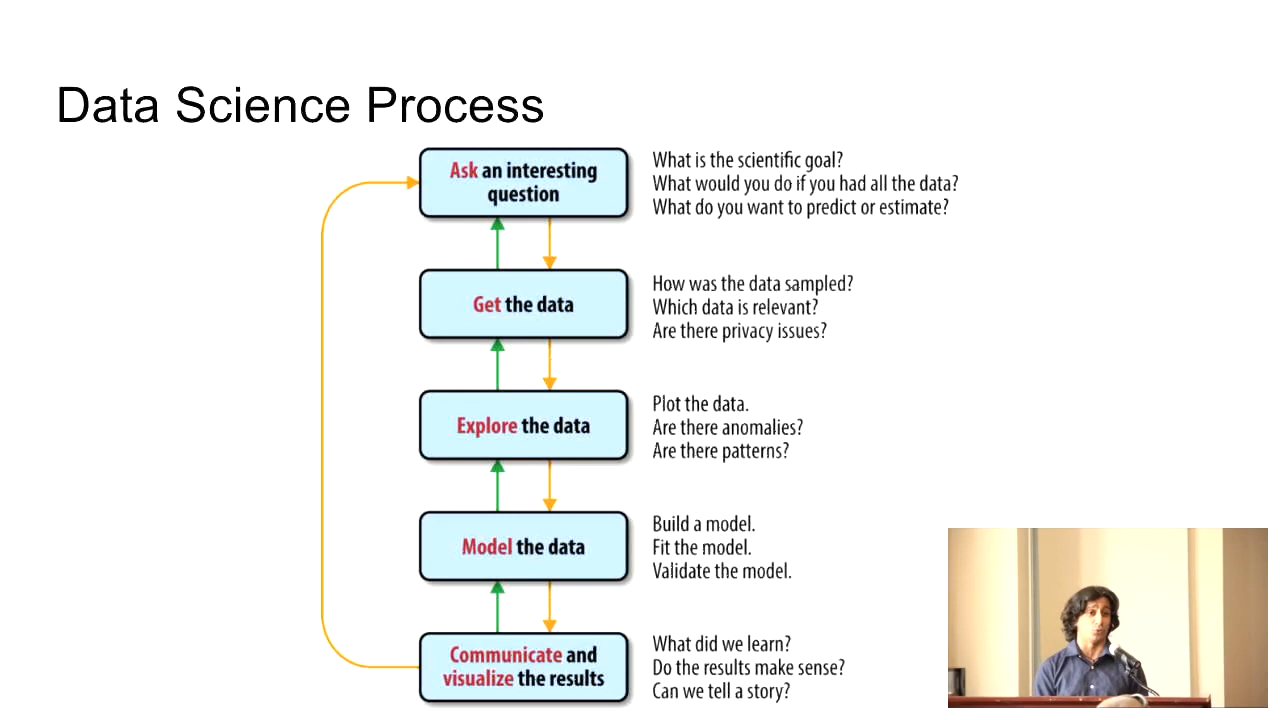 Data Science Process
Ask an interesting
question
What is the scientific goal?
What would you do if you had all the data?
What do you want to predict or estimate?
Get the data
How was the data sampled?
Which data is relevant?
Are there privacy issues?
Explore the data
Plot the data.
Are there anomalies?
Are there patterns?
Model the data
Build a model.
Fit the model.
Validate the model.
Communicate and
visualize the results
What did we learn?
Do the results make sense?
Can we tell a story?